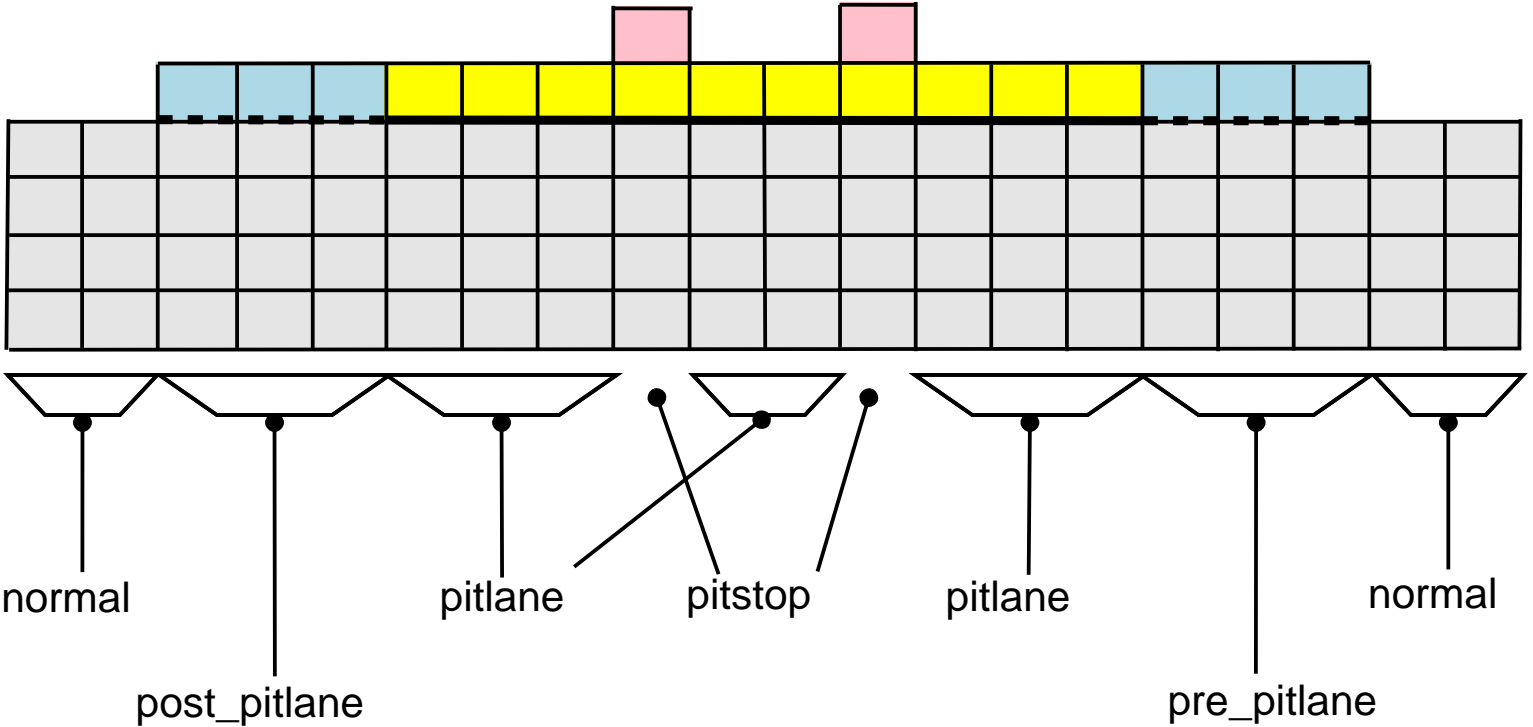 normal
pitlane
pitstop
pitlane
normal
post_pitlane
pre_pitlane